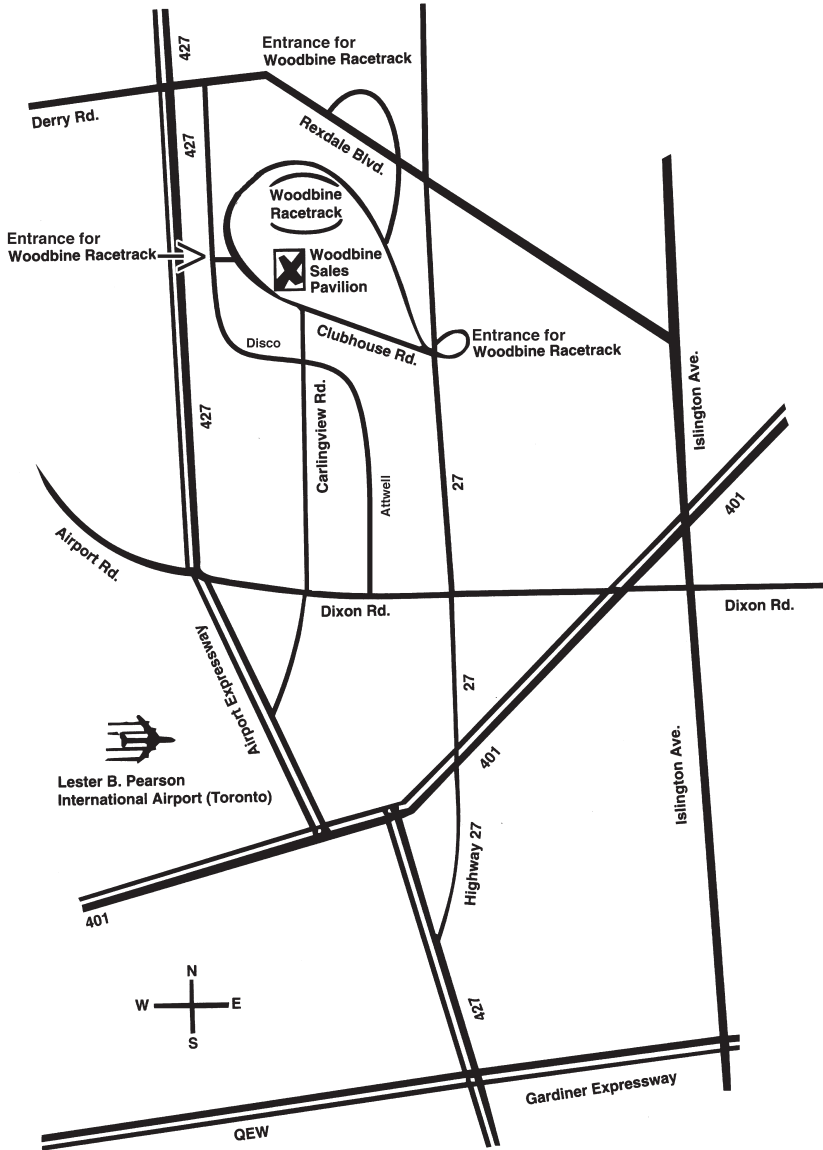 427
Entrance for
Woodbine Racetrack
Derry Rd.
427
Rexdale Blvd.
Woodbine
Racetrack
Entrance for
Woodbine Racetrack
Woodbine
Sales
Pavilion
Disco
Clubhouse Rd.
Entrance for
Woodbine Racetrack
427
Carlingview Rd.
Attwell
27
Islington Ave.
401
Airport Rd.
Dixon Rd.
Dixon Rd.
Airport Expressway
27
401
Islington Ave.
Lester B. Pearson
International Airport (Toronto)
Highway 27
401
N
W
E
S
427
Gardiner Expressway
QEW